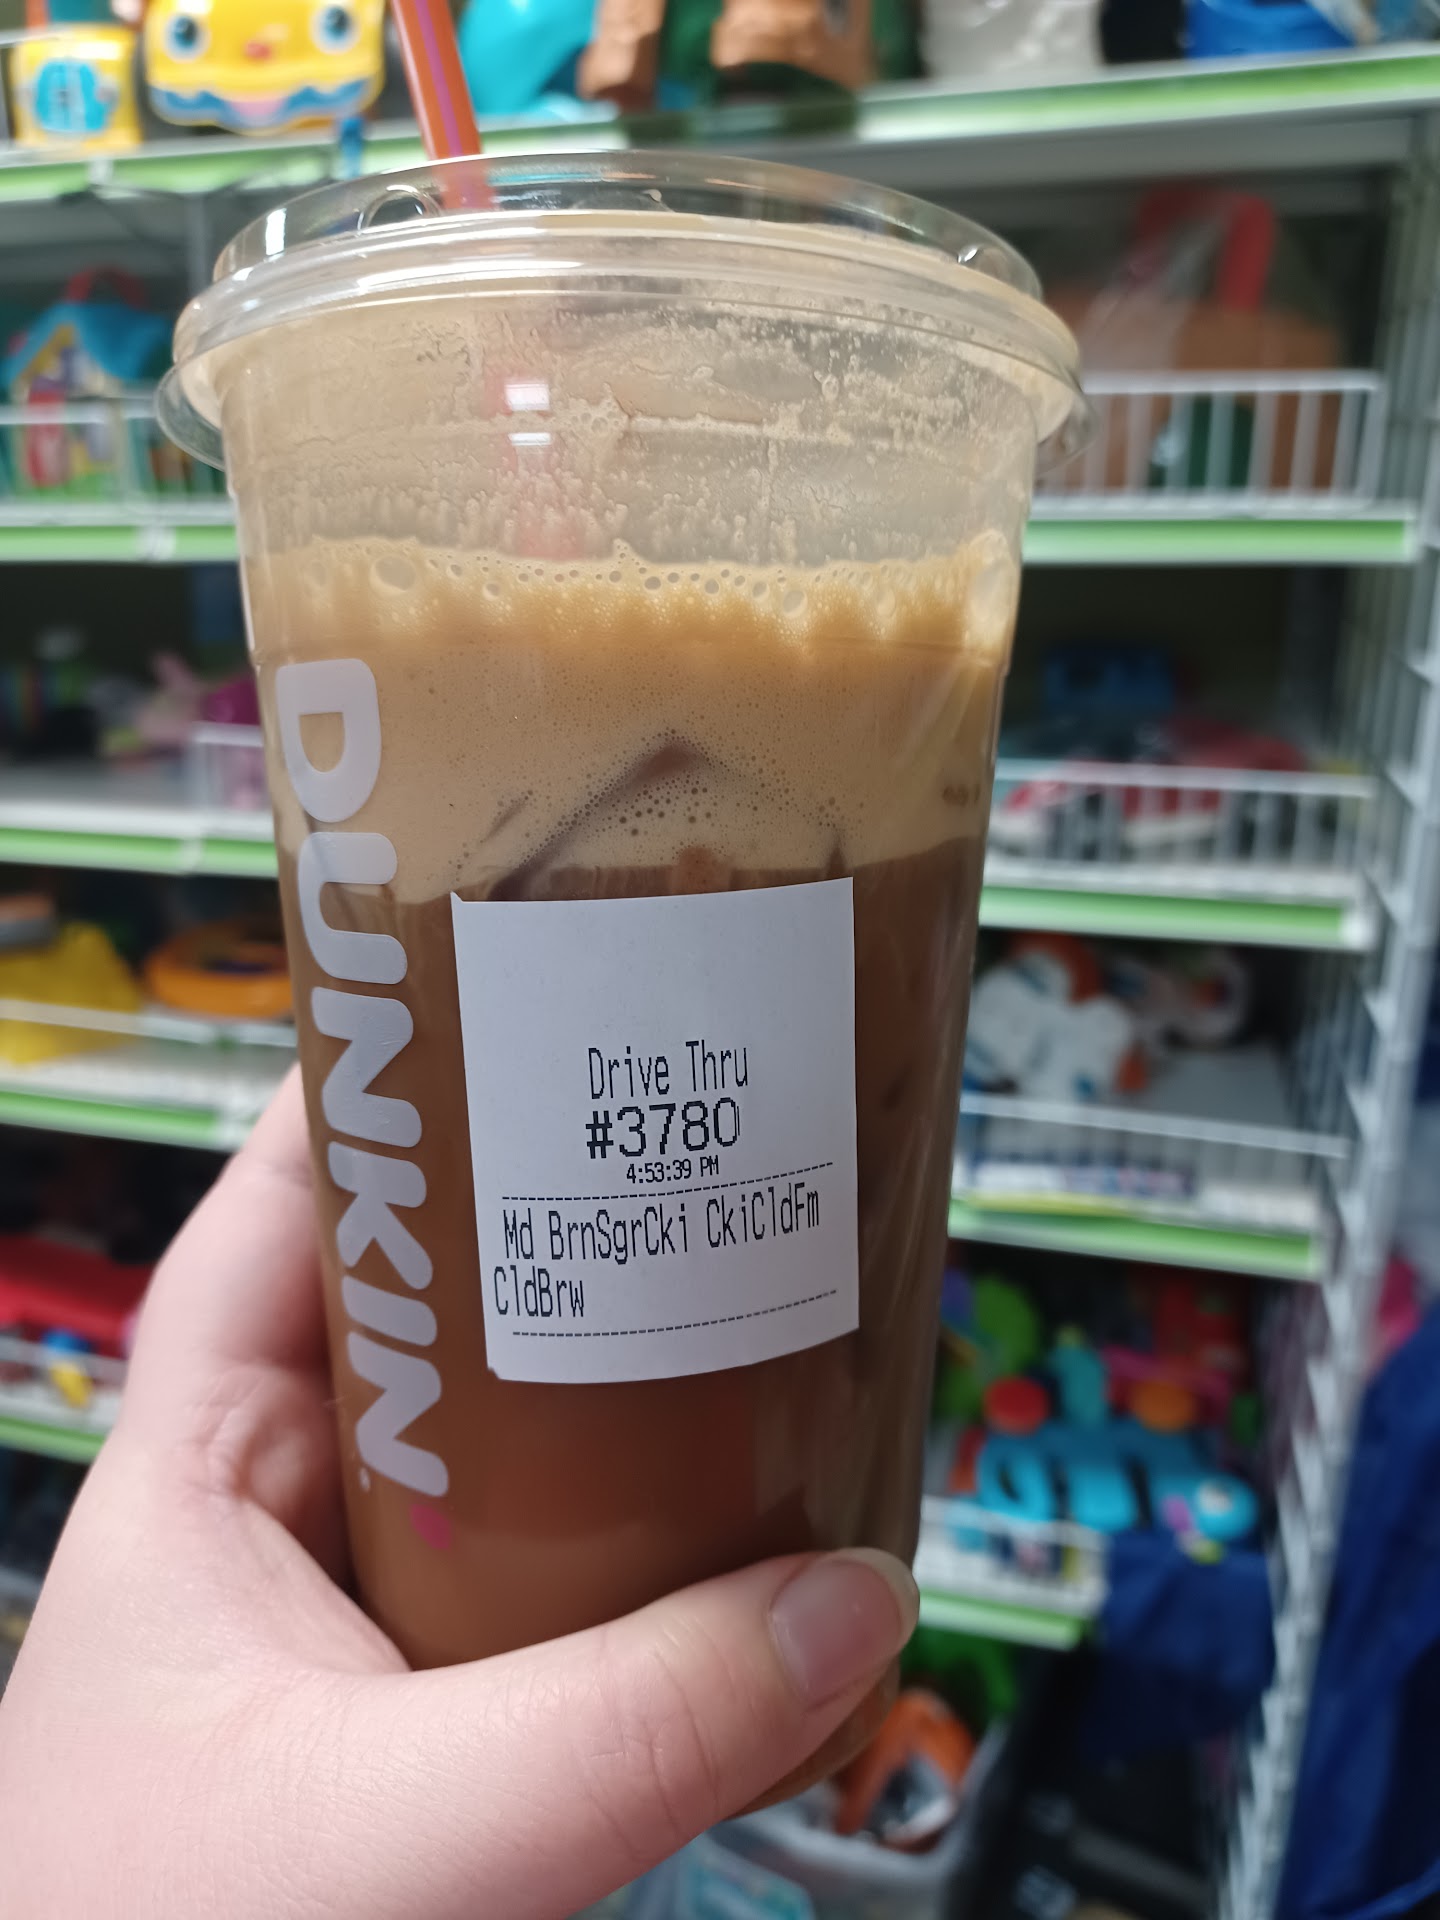 DUNKIN'
Drive Thru
#3780
4:53:39 PM
Md BrnSgrCki CkiCldFm
CldBrw